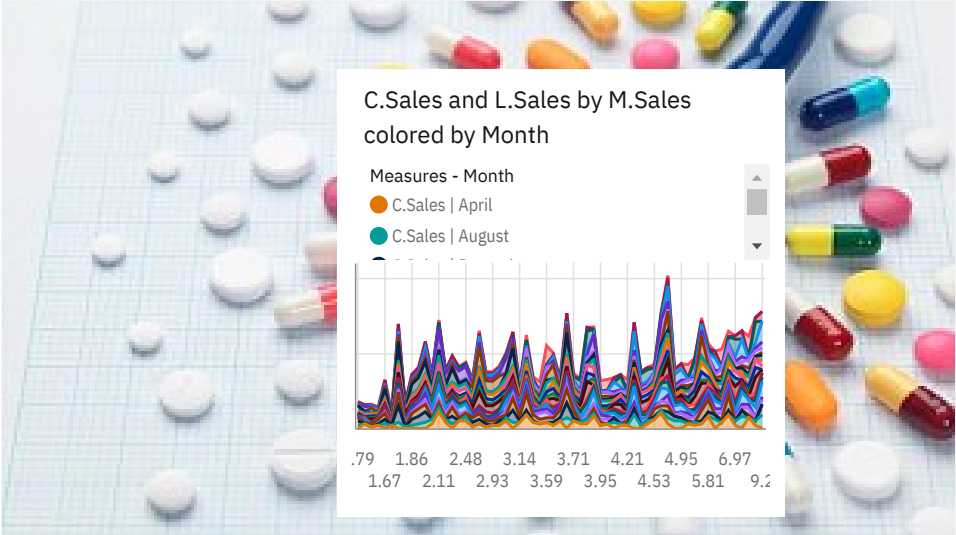 C.Sales and L.Sales by M.Sales
colored by Month
Measures - Month
C.Sales | April
C.Sales | August
.79 1.86 2.48 3.14 3.71 4.21 4.95 6.97
1.67 2.11 2.93 3.59 3.95 4.53 5.81 9.2